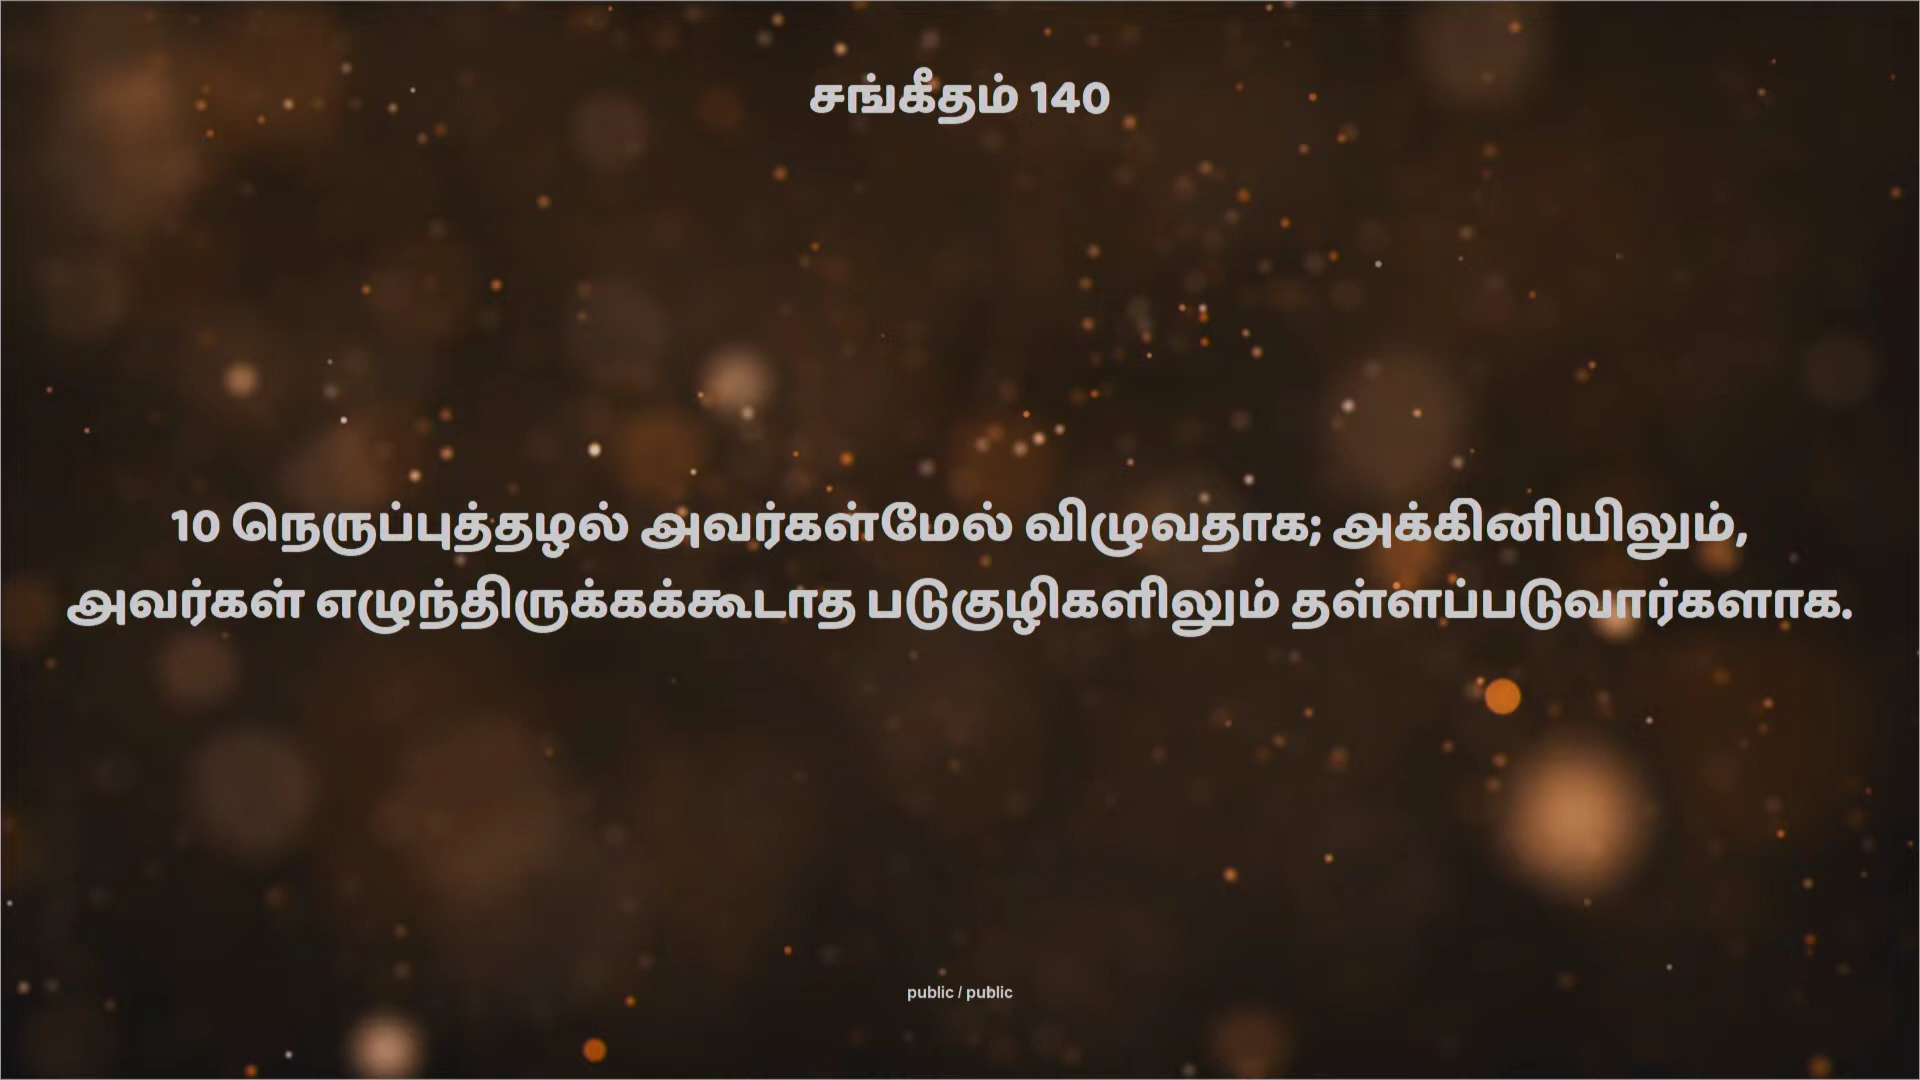 சங்கீதம் 140
10 நெருப்புத்தழல் அவர்கள்மேல் விழுவதாக; அக்கினியிலும்,
அவர்கள் எழுந்திருக்கக்கூடாத படுகுழிகளிலும் தள்ளப்படுவார்களாக.
public / public